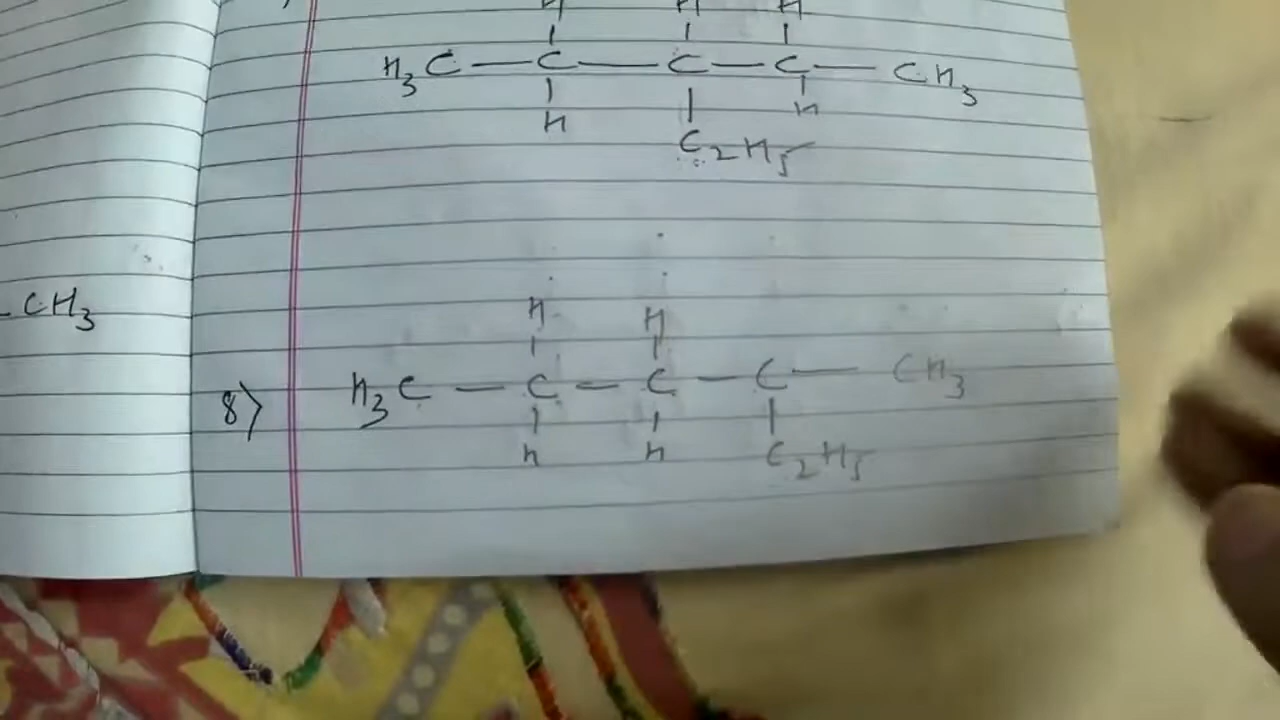 H H H
H3C — C — C — C — CH3
H H
C2H5
CH3
H H
8) H3C — C — C — C — CH3
H H C2H5